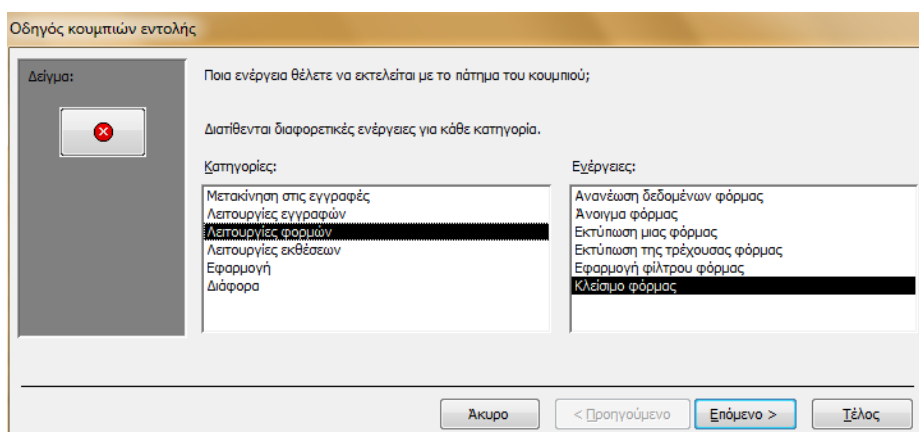 Οδηγός κουμπιών εντολής
Δείγμα:
Ποια ενέργεια θέλετε να εκτελείται με το πάτημα του κουμπιού;
Διατίθενται διαφορετικές ενέργειες για κάθε κατηγορία.
Κατηγορίες:
Μετακίνηση στις εγγραφές
Λειτουργίες εγγραφών
Λειτουργίες φορμών
Λειτουργίες εκθέσεων
Εφαρμογή
Διάφορα
Ενέργειες:
Ανανέωση δεδομένων φόρμας
Άνοιγμα φόρμας
Εκτύπωση μιας φόρμας
Εκτύπωση της τρέχουσας φόρμας
Εφαρμογή φίλτρου φόρμας
Κλείσιμο φόρμας
Άκυρο
< Προηγούμενο
Επόμενο >
Τέλος